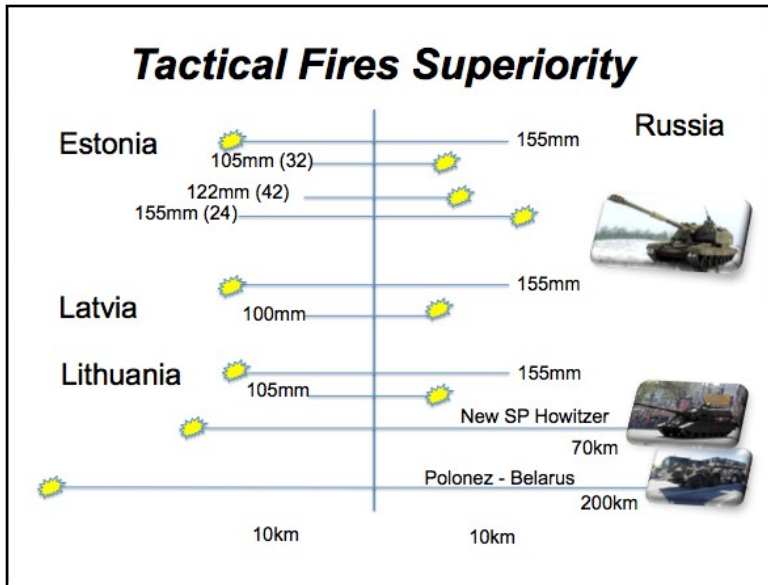 Tactical Fires Superiority
Estonia
Russia
155mm
105mm (32)
122mm (42)
155mm (24)
155mm
Latvia
100mm
Lithuania
155mm
105mm
New SP Howitzer
70km
Polonez - Belarus
200km
10km
10km